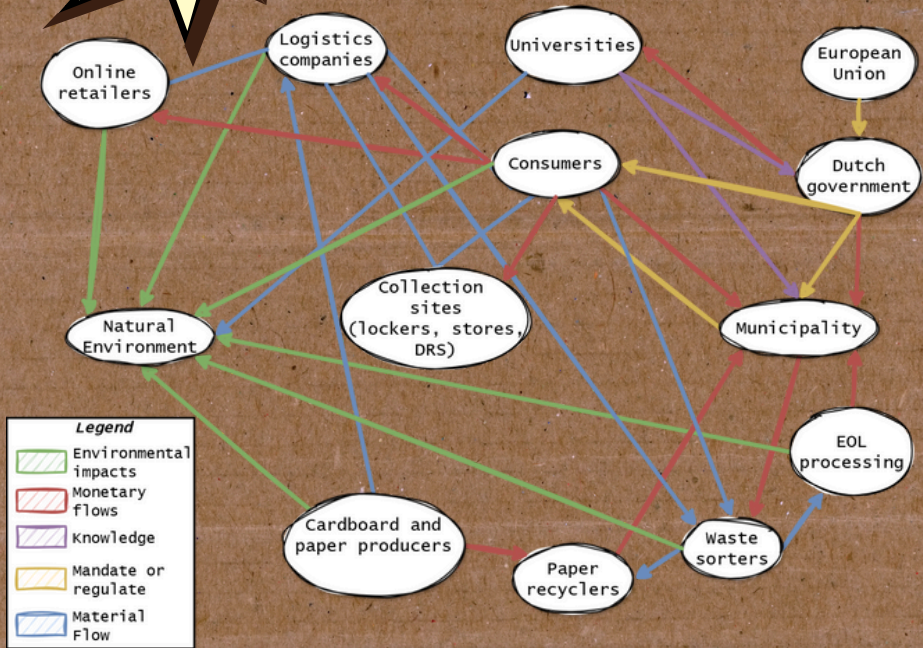 Online
retailers
Logistics
companies
Universities
European
Union
Consumers
Dutch
government
Collection
sites
(lockers, stores,
DRS)
Natural
Environment
Municipality
EOL
processing
Cardboard and
paper producers
Paper
recyclers
Waste
sorters
Legend
Environmental
impacts
Monetary
flows
Knowledge
Mandate or
regulate
Material
Flow